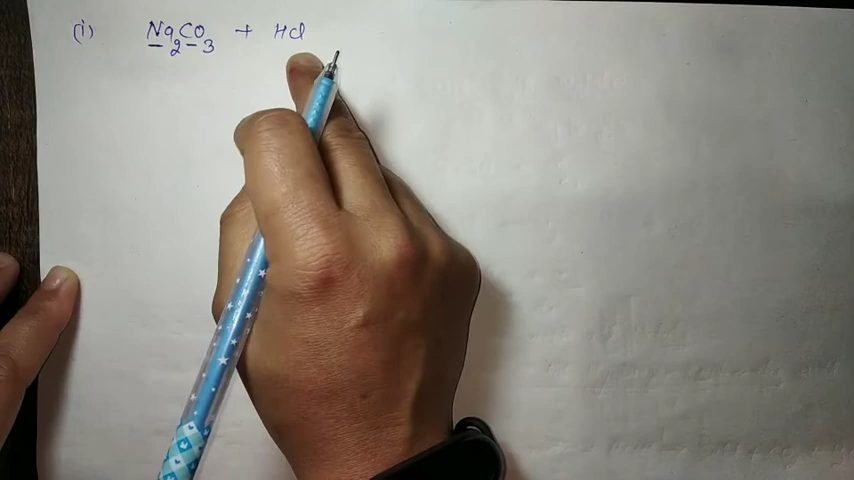 (i) Na₂CO₃ + HCl